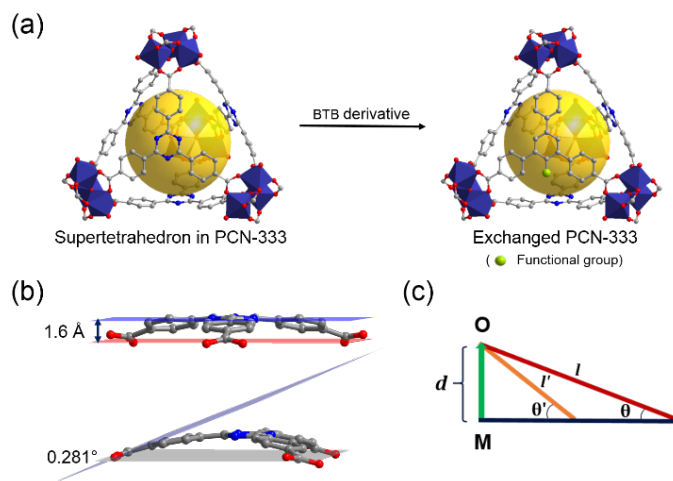 (a)
BTB derivative
Supertetrahedron in PCN-333
Exchanged PCN-333
( Functional group)
(b)
(c)
1.6 Å
0.281°
O
d
l
l'
θ'
θ
M